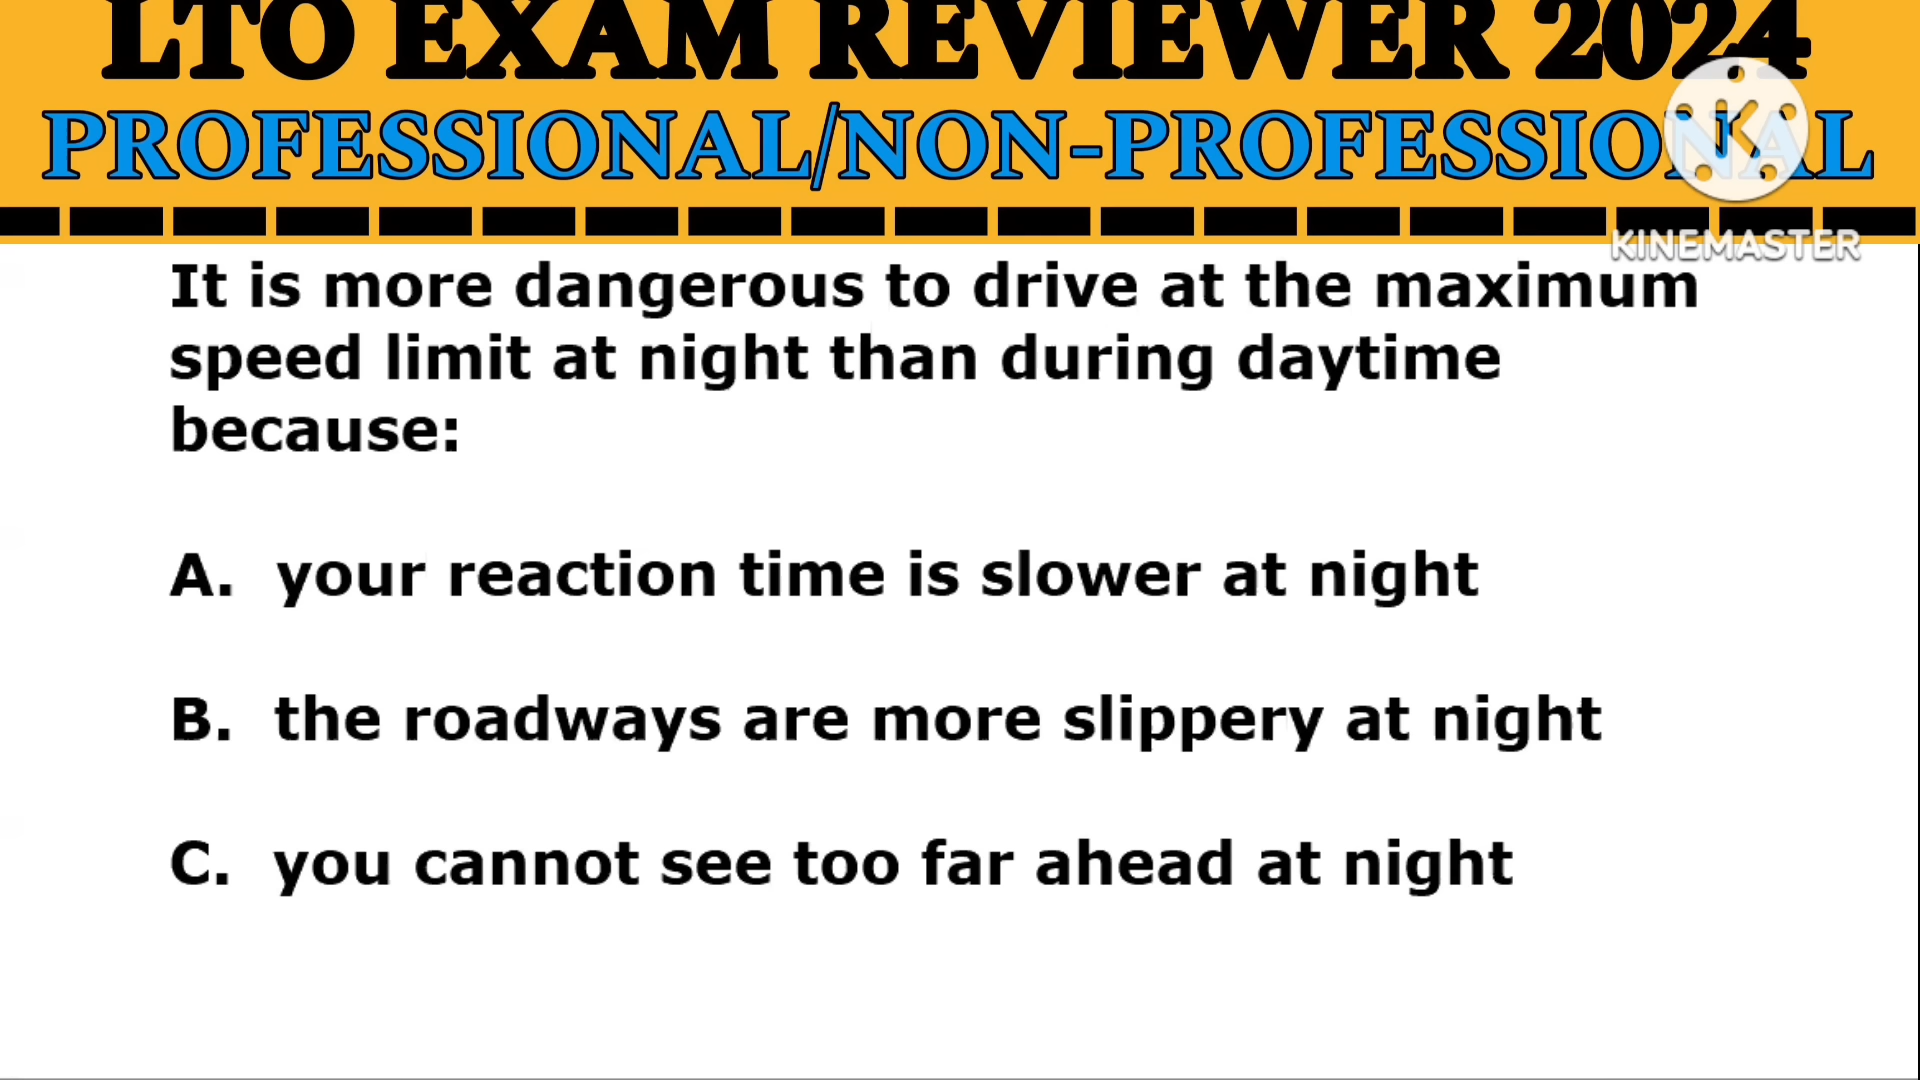 LTO EXAM REVIEWER 2024
PROFESSIONAL/NON-PROFESSIONAL
KINEMASTER
It is more dangerous to drive at the maximum
speed limit at night than during daytime
because:
A. your reaction time is slower at night
B. the roadways are more slippery at night
C. you cannot see too far ahead at night